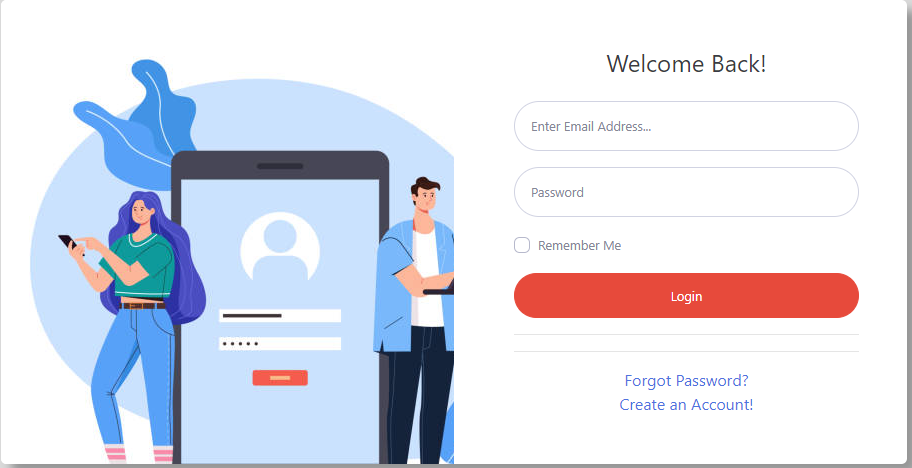 Welcome Back!
Enter Email Address...
Password
Remember Me
Login
Forgot Password?
Create an Account!